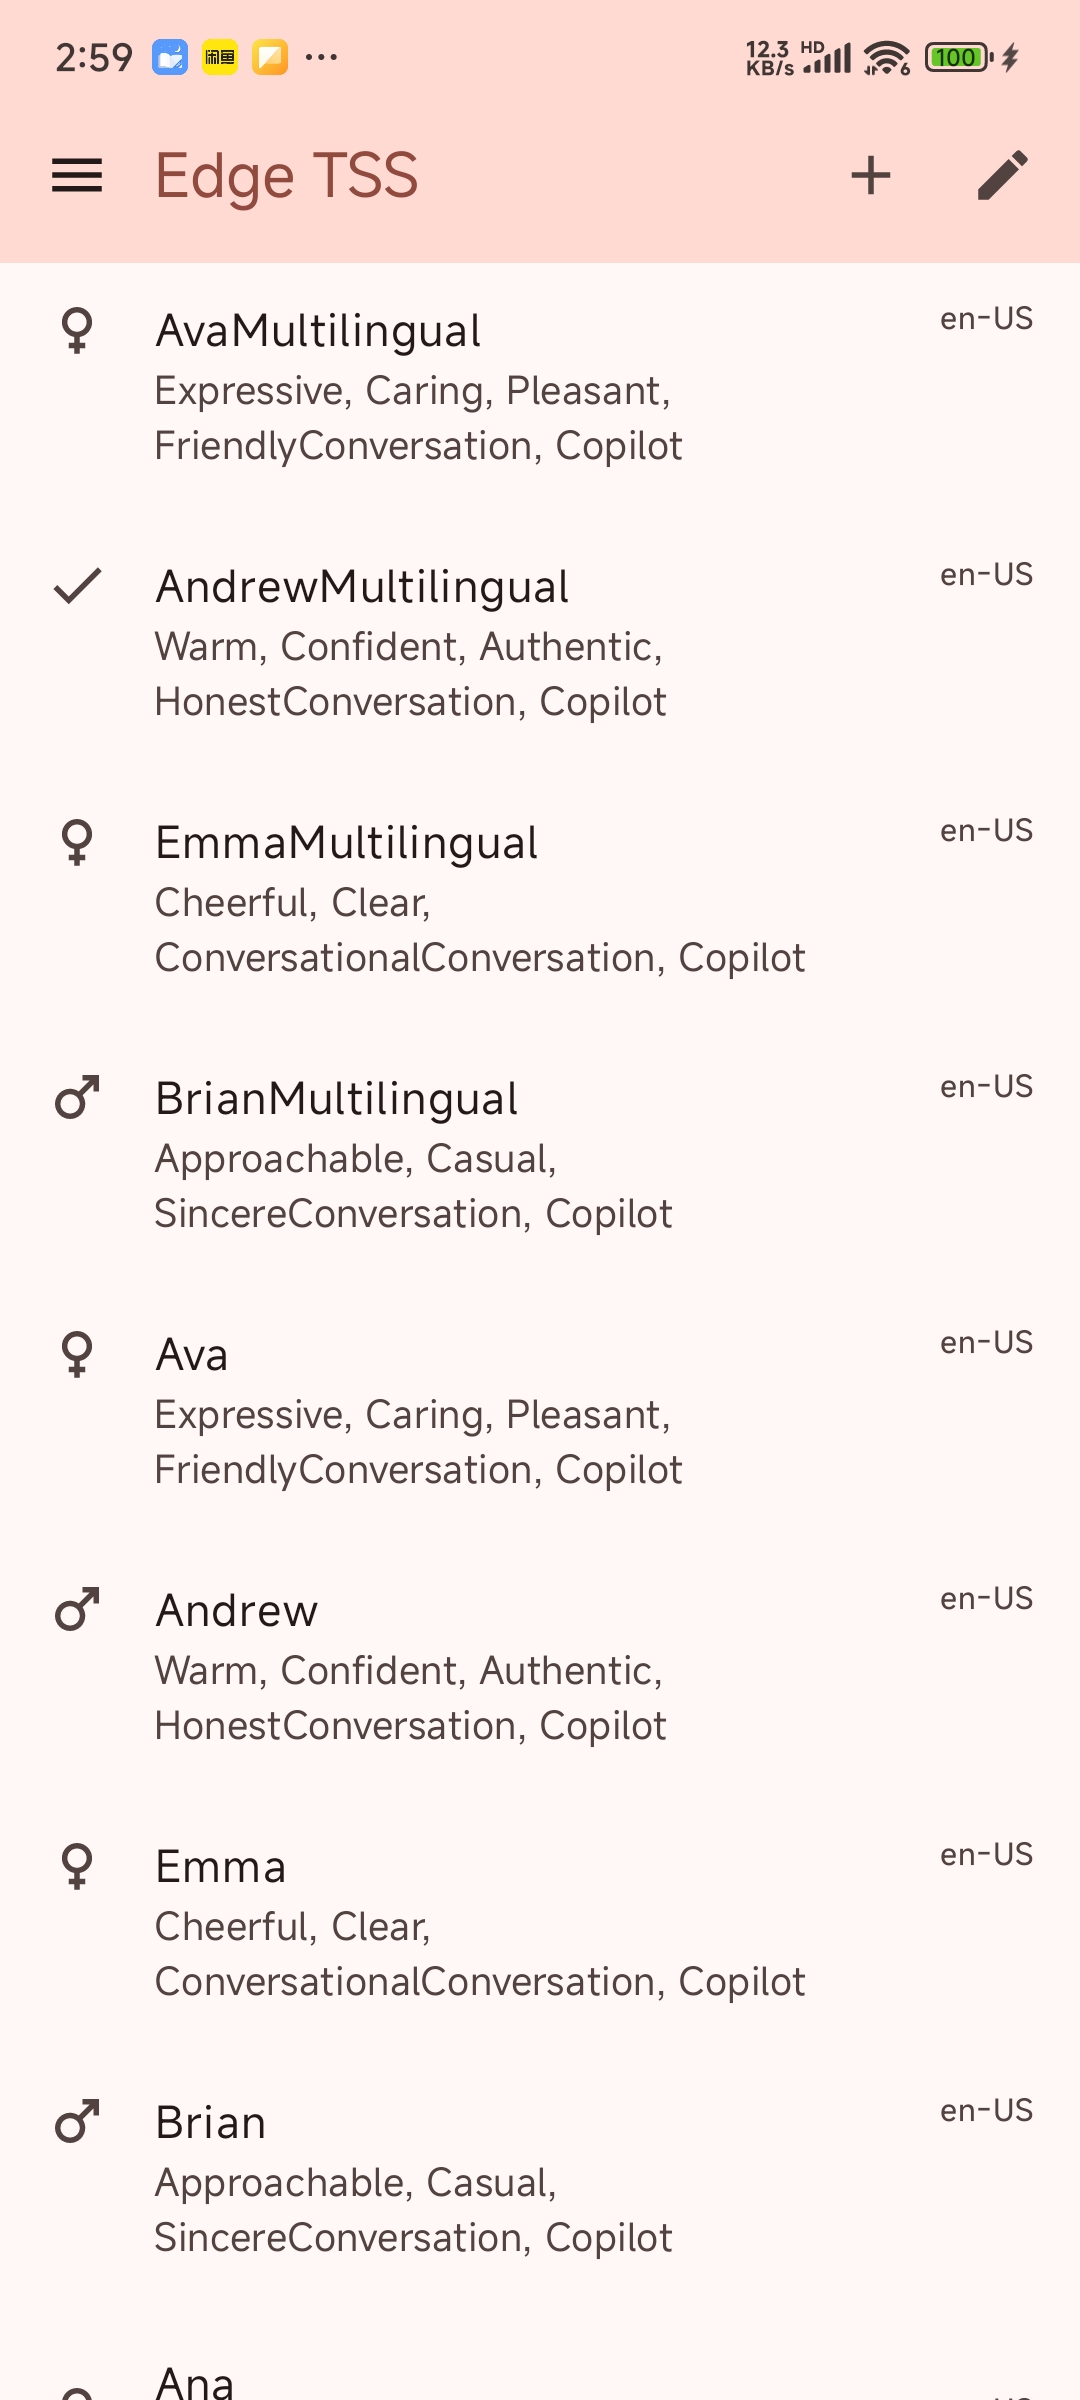 2:59 闲鱼 ... 12.3 KB/s HD 6 100
Edge TSS
AvaMultilingual en-US
Expressive, Caring, Pleasant,
FriendlyConversation, Copilot
AndrewMultilingual en-US
Warm, Confident, Authentic,
HonestConversation, Copilot
EmmaMultilingual en-US
Cheerful, Clear,
ConversationalConversation, Copilot
BrianMultilingual en-US
Approachable, Casual,
SincereConversation, Copilot
Ava en-US
Expressive, Caring, Pleasant,
FriendlyConversation, Copilot
Andrew en-US
Warm, Confident, Authentic,
HonestConversation, Copilot
Emma en-US
Cheerful, Clear,
ConversationalConversation, Copilot
Brian en-US
Approachable, Casual,
SincereConversation, Copilot
Ana